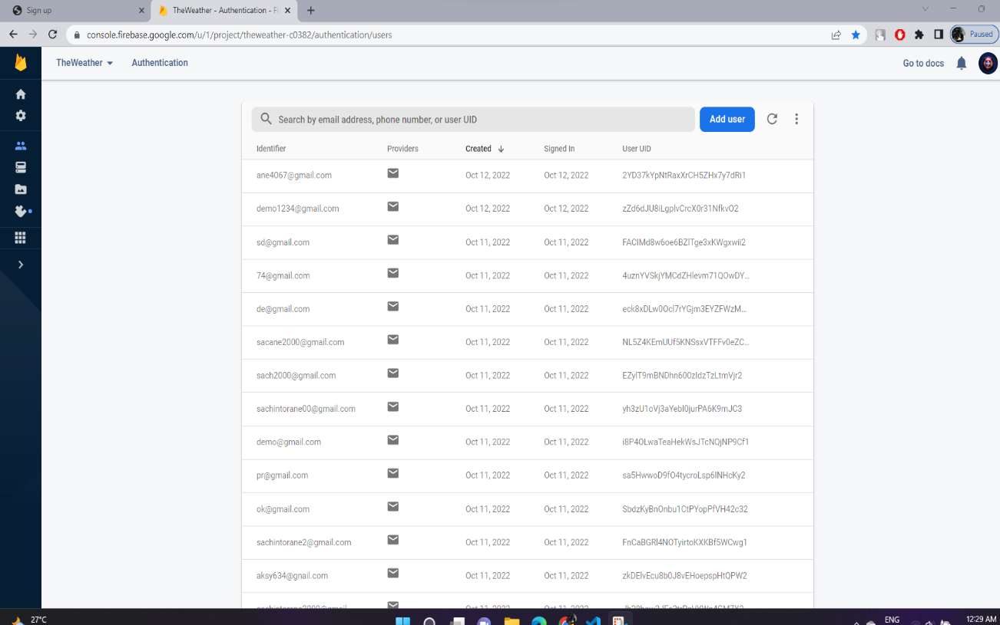 Sign up
TheWeather - Authentication - Fi
console.firebase.google.com/u/1/project/theweather-c0382/authentication/users
Paused
TheWeather Authentication Go to docs
Search by email address, phone number, or user UID Add user
Identifier Providers Created Signed In User UID
ane4067@gmail.com Oct 12, 2022 Oct 12, 2022 2YD37kYpNtRaxXrCH5ZHx7y7dRi1
demo1234@gmail.com Oct 12, 2022 Oct 12, 2022 zZd6dJU8iLgplvCrcX0r31NfkvO2
sd@gmail.com Oct 11, 2022 Oct 11, 2022 FACIMd8w6oe6BZlTge3xKWgxwii2
74@gmail.com Oct 11, 2022 Oct 11, 2022 4uznYVSkjYMCdZHlevm71QOwDY...
de@gmail.com Oct 11, 2022 Oct 11, 2022 eck8xDLw0Ocl7rYGjm3EYZFWzM...
sacane2000@gmail.com Oct 11, 2022 Oct 11, 2022 NL5Z4KEmUUf5KNSsxVTFFv0eZC...
sach2000@gmail.com Oct 11, 2022 Oct 11, 2022 EZylT9mBNDhn600zIdzTzLtmVjr2
sachintorane00@gmail.com Oct 11, 2022 Oct 11, 2022 yh3zU1oVj3aYebI0jurPA6K9mJC3
demo@gmail.com Oct 11, 2022 Oct 11, 2022 i8P4OLwaTeaHekWsJTcNQjNP9Cf1
pr@gmail.com Oct 11, 2022 Oct 11, 2022 sa5HwwoD9fO4tycroLsp6INHcKy2
ok@gmail.com Oct 11, 2022 Oct 11, 2022 SbdzKyBnOnbu1CtPYopPfVH42c32
sachintorane2@gmail.com Oct 11, 2022 Oct 11, 2022 FnCaBGRl4NOTyirtoKXKBf5WCwg1
aksy634@gnail.com Oct 11, 2022 Oct 11, 2022 zkDElvEcu8b0J8vEHoepspHtQPW2
27°C ENG 12:29 AM